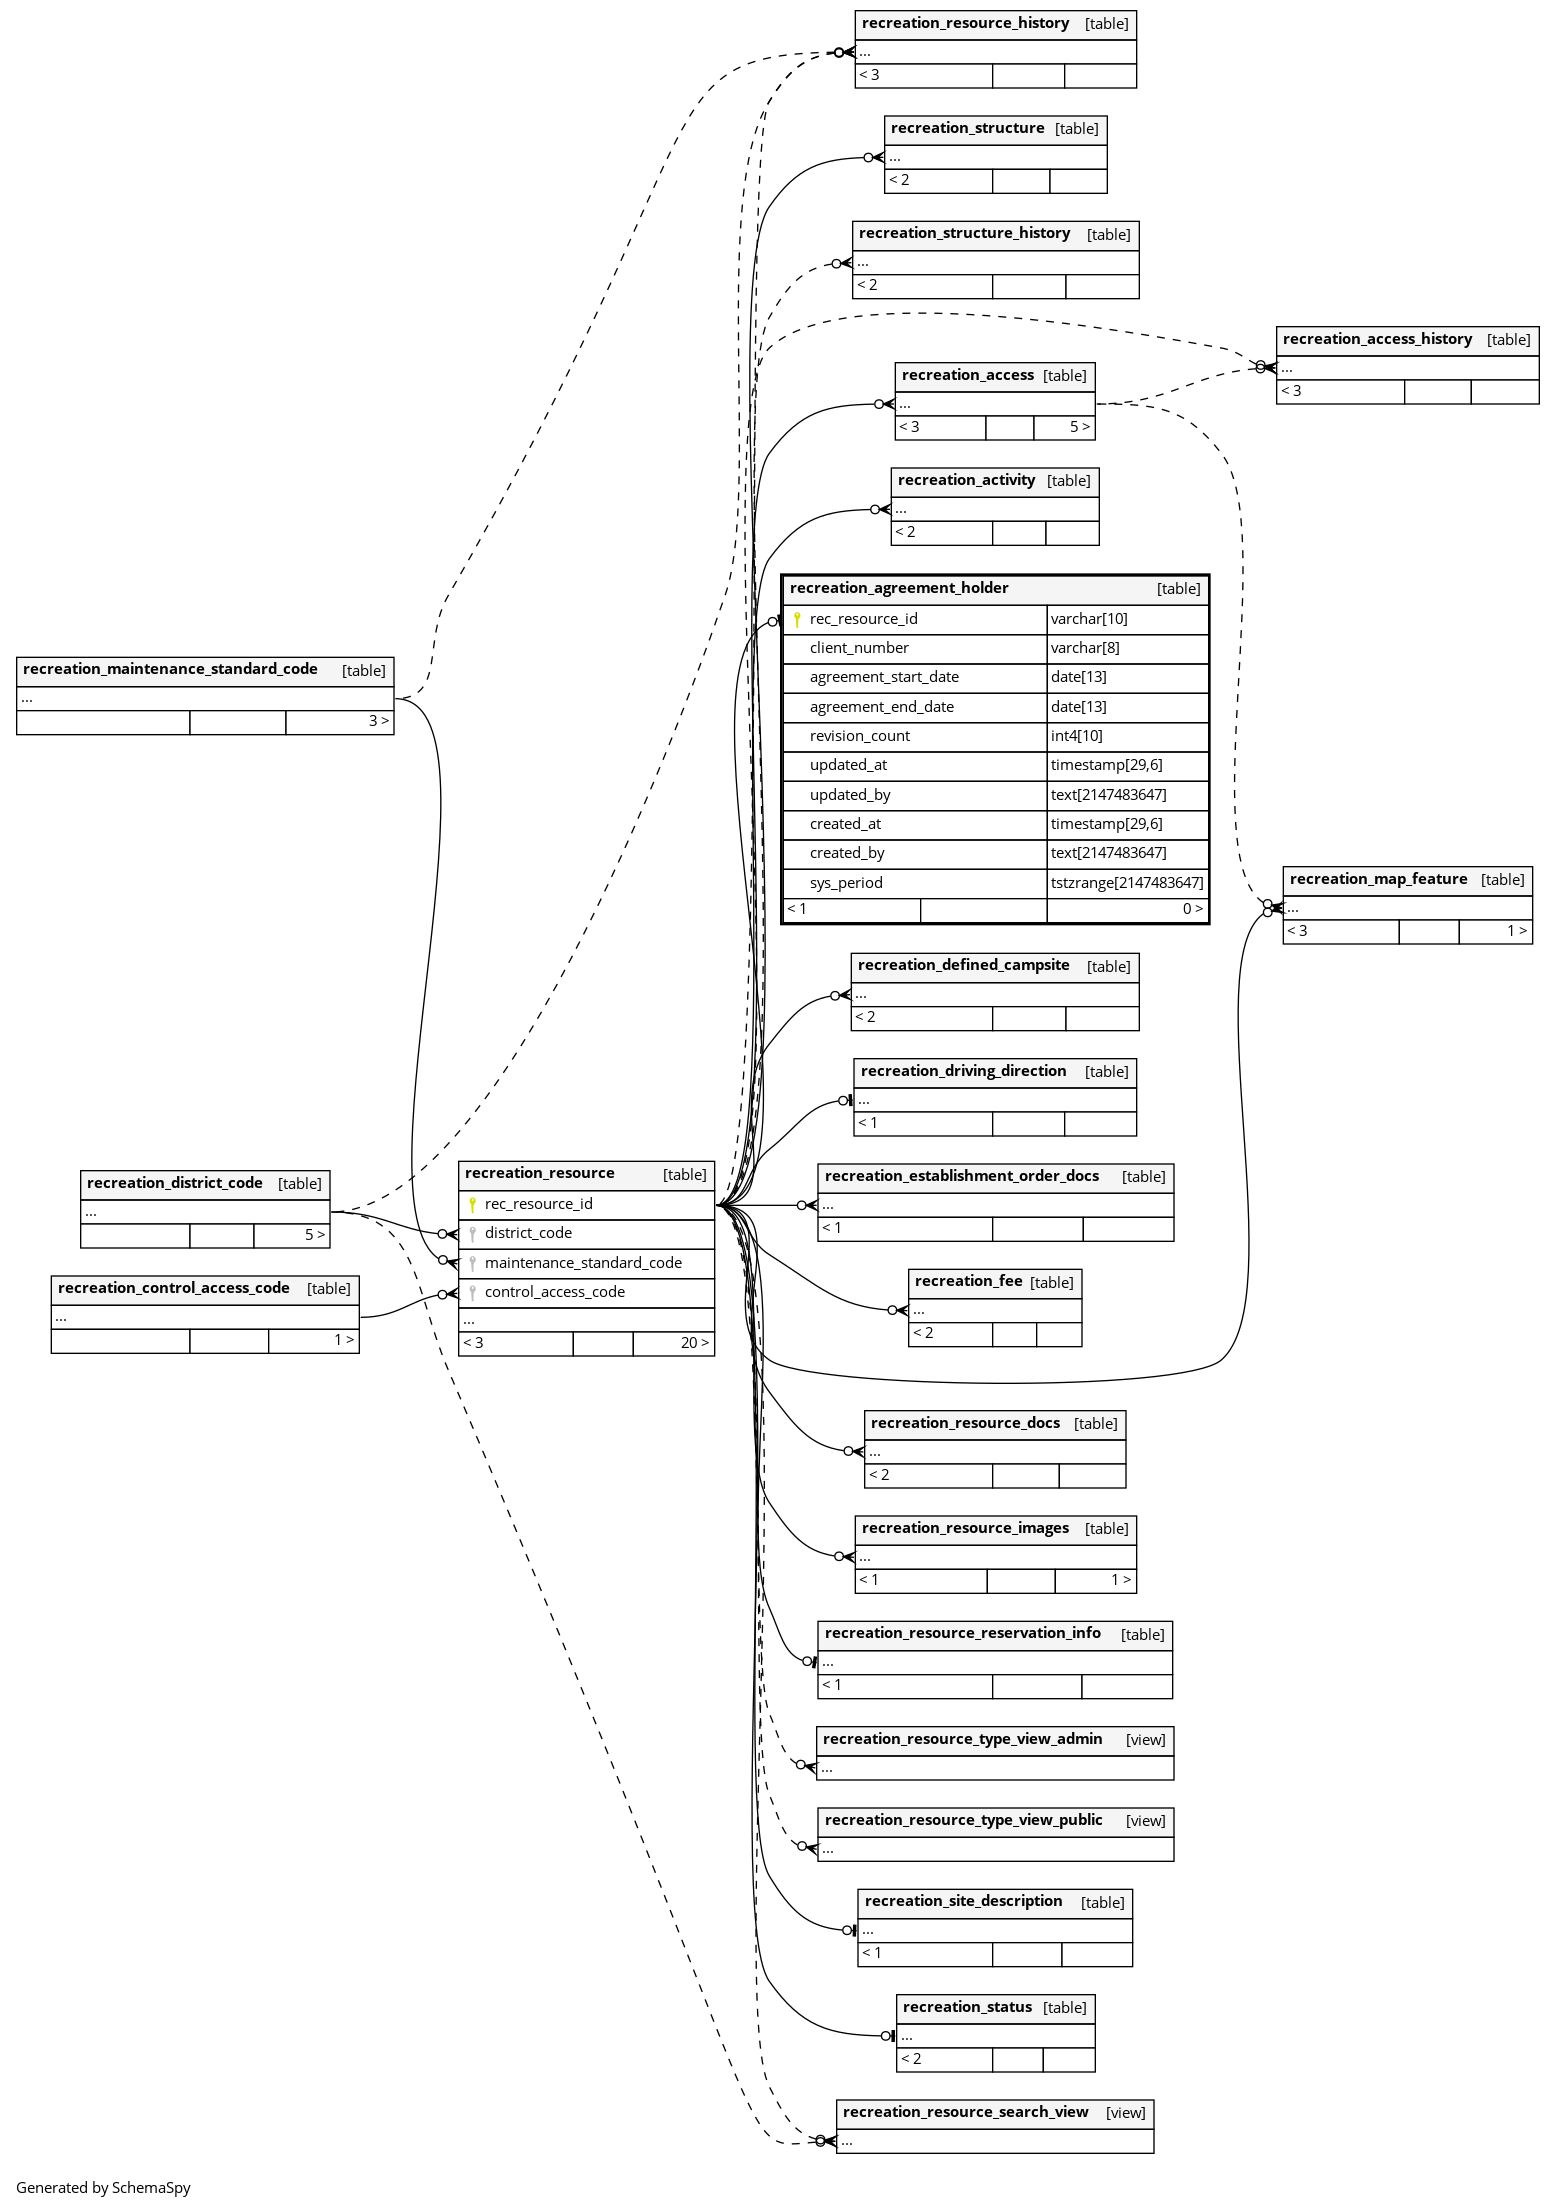 recreation_resource_history [table]
...
< 3
recreation_structure [table]
...
< 2
recreation_structure_history [table]
...
< 2
recreation_access_history [table]
...
< 3
recreation_access [table]
...
< 3 5 >
recreation_activity [table]
...
< 2
recreation_agreement_holder [table]
rec_resource_id varchar[10]
client_number varchar[8]
agreement_start_date date[13]
agreement_end_date date[13]
revision_count int4[10]
updated_at timestamp[29,6]
updated_by text[2147483647]
created_at timestamp[29,6]
created_by text[2147483647]
sys_period tstzrange[2147483647]
< 1 0 >
recreation_maintenance_standard_code [table]
...
3 >
recreation_map_feature [table]
...
< 3 1 >
recreation_defined_campsite [table]
...
< 2
recreation_driving_direction [table]
...
< 1
recreation_district_code [table]
...
5 >
recreation_control_access_code [table]
...
1 >
recreation_resource [table]
rec_resource_id
district_code
maintenance_standard_code
control_access_code
...
< 3 20 >
recreation_establishment_order_docs [table]
...
< 1
recreation_fee [table]
...
< 2
recreation_resource_docs [table]
...
< 2
recreation_resource_images [table]
...
< 1 1 >
recreation_resource_reservation_info [table]
...
< 1
recreation_resource_type_view_admin [view]
...
recreation_resource_type_view_public [view]
...
recreation_site_description [table]
...
< 1
recreation_status [table]
...
< 2
recreation_resource_search_view [view]
...
Generated by SchemaSpy